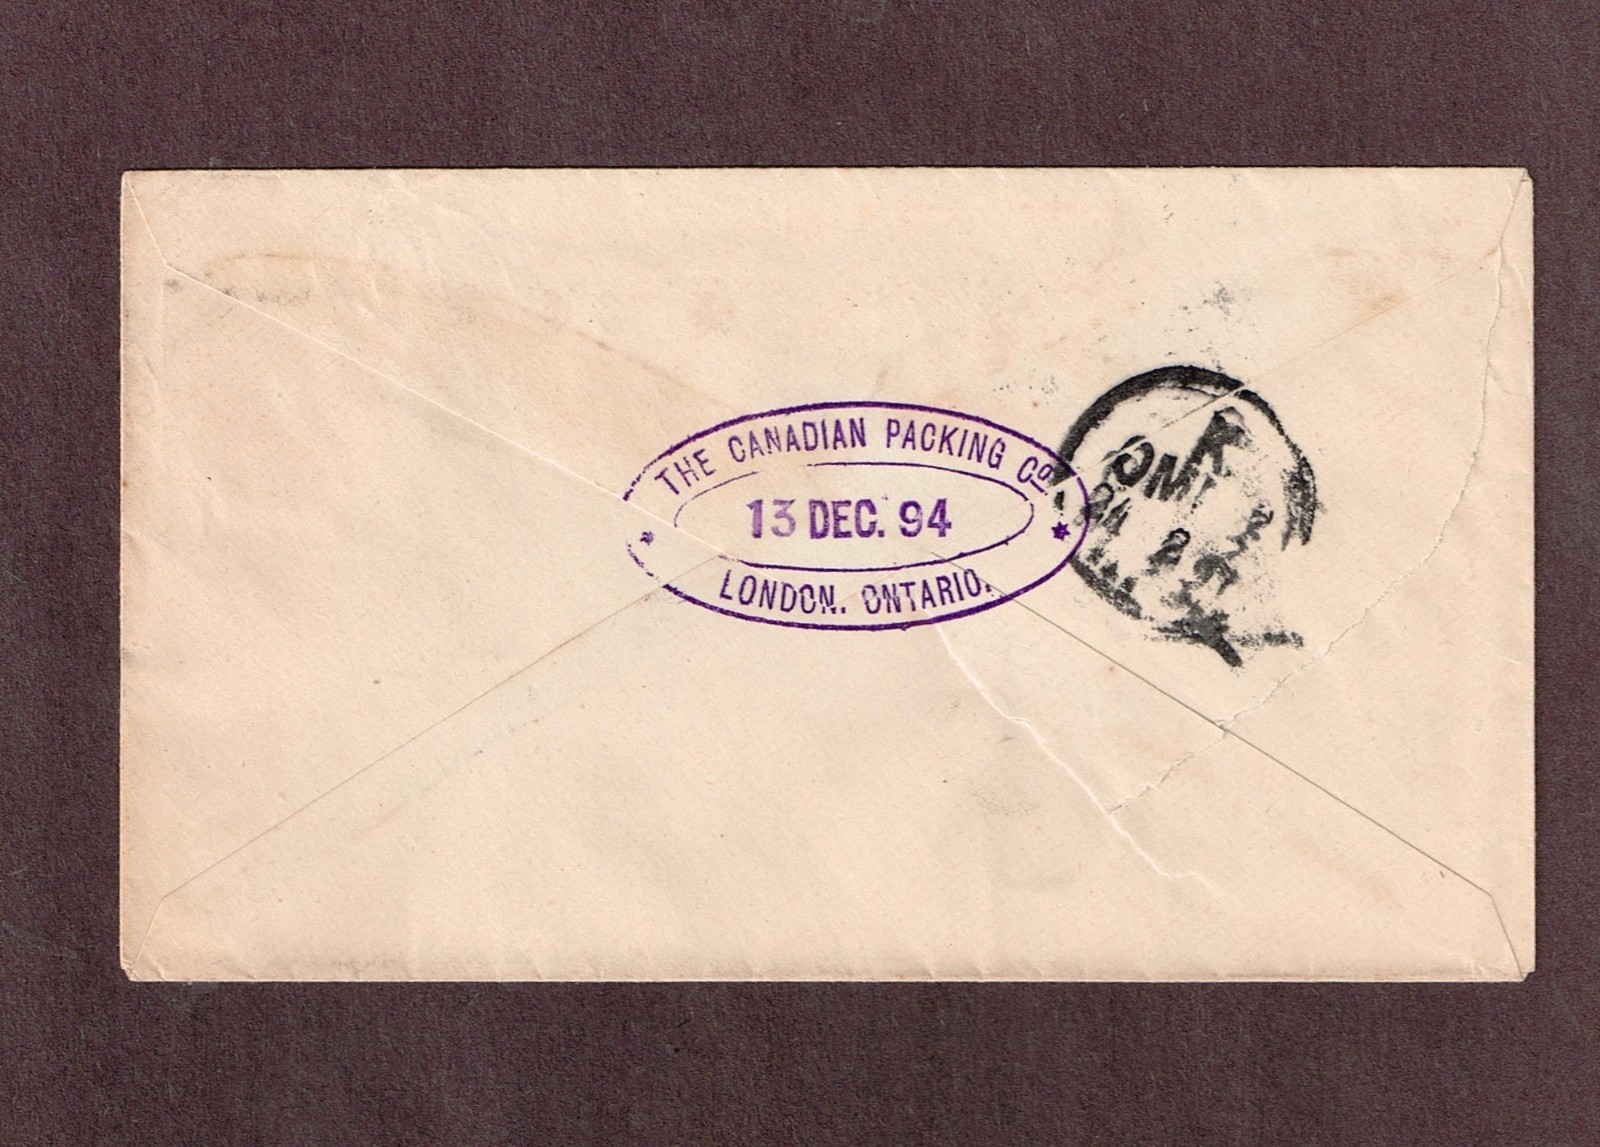 THE CANADIAN PACKING Co.
13 DEC. 94
LONDON. ONTARIO.